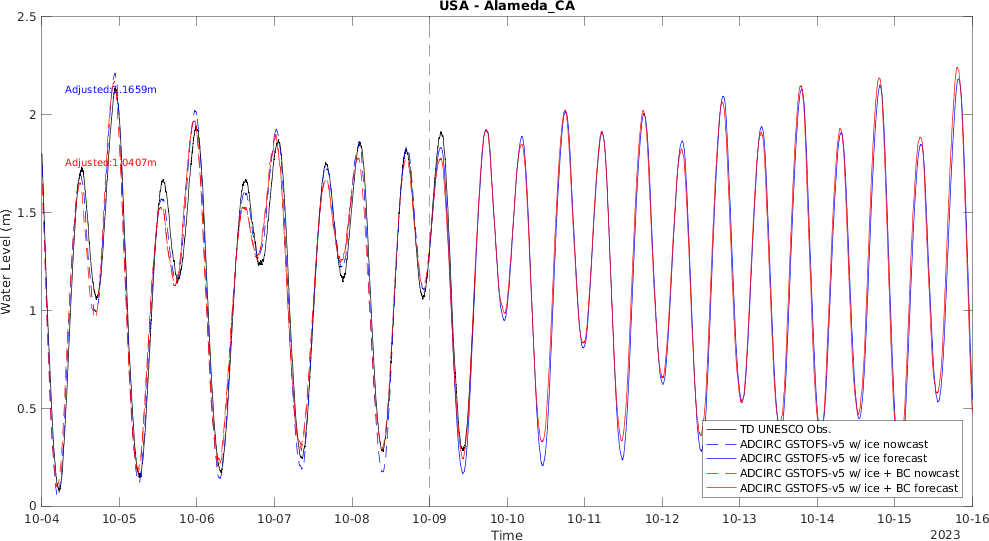 USA - Alameda_CA
2.5
2
1.5
1
0.5
0
Water Level (m)
Adjusted:1.1659m
Adjusted:1.0407m
TD UNESCO Obs.
ADCIRC GSTOFS-v5 w/ ice nowcast
ADCIRC GSTOFS-v5 w/ ice forecast
ADCIRC GSTOFS-v5 w/ ice + BC nowcast
ADCIRC GSTOFS-v5 w/ ice + BC forecast
10-04 10-05 10-06 10-07 10-08 10-09 10-10 10-11 10-12 10-13 10-14 10-15 10-16
Time
2023